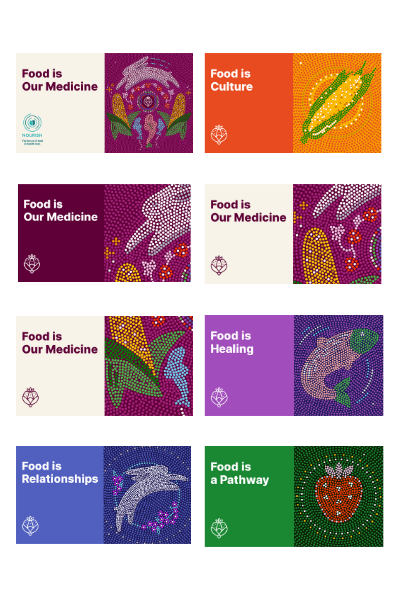 Food is
Our Medicine
NOURISH
Food is
Culture
Food is
Our Medicine
Food is
Our Medicine
Food is
Our Medicine
Food is
Healing
Food is
Relationships
Food is
a Pathway